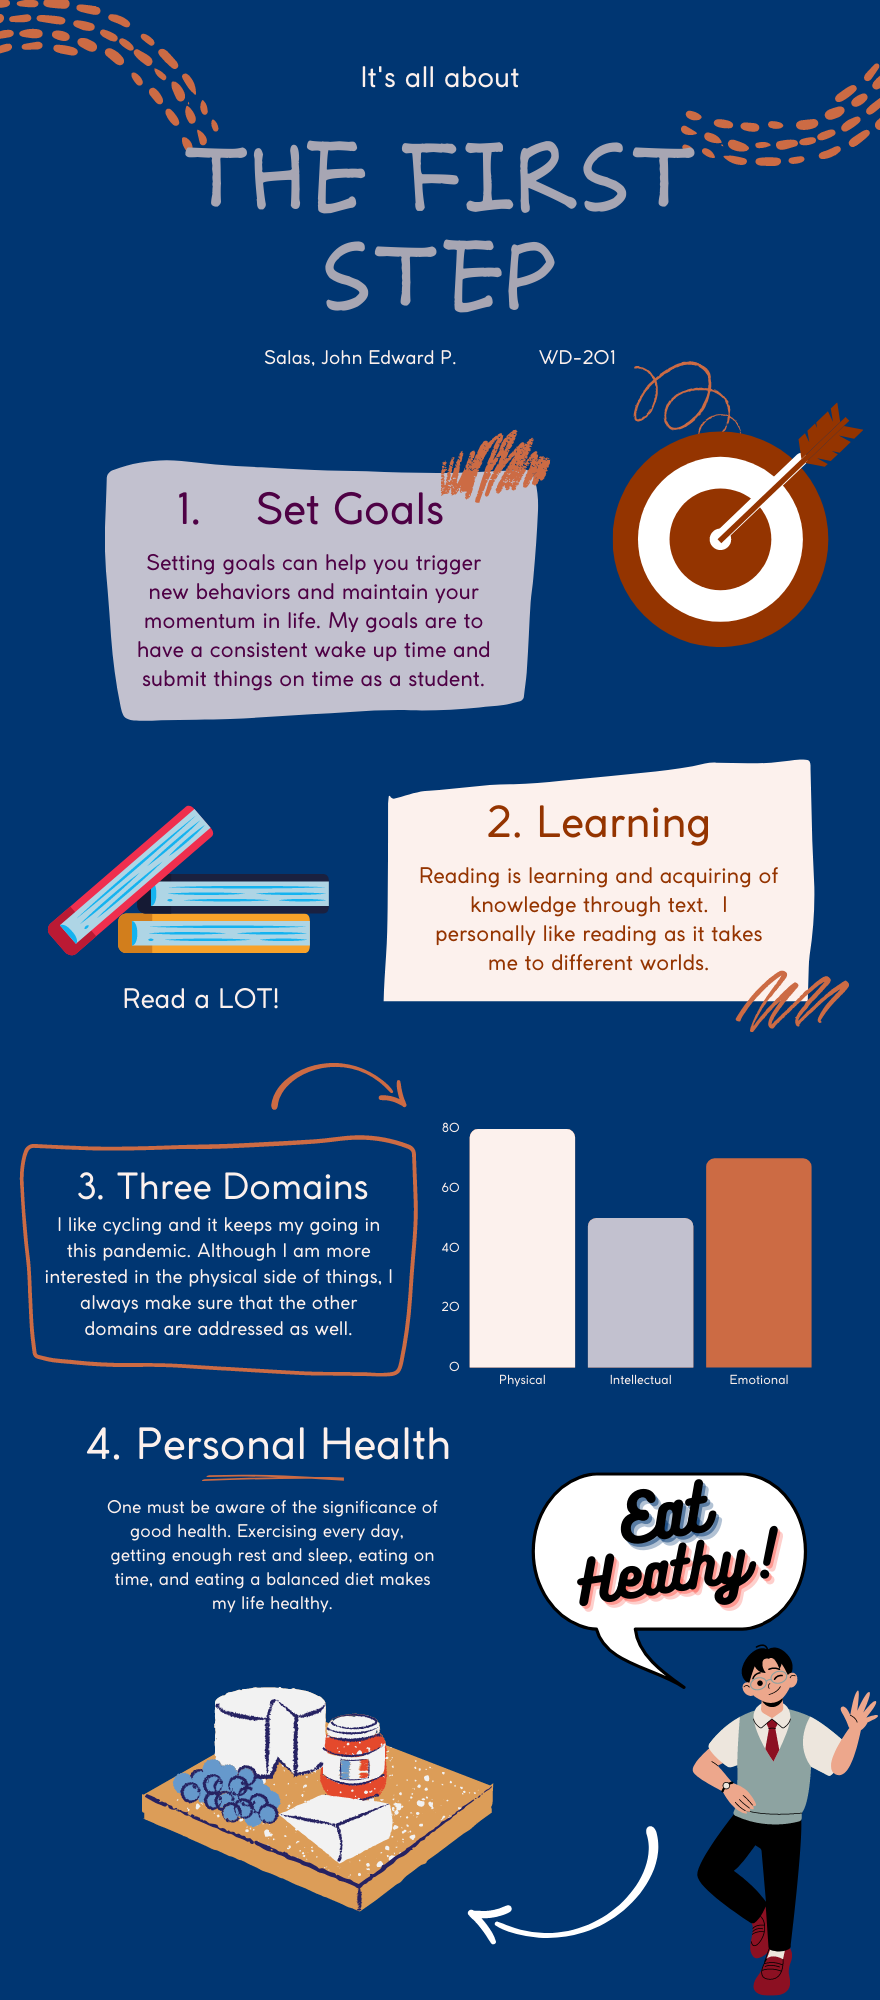 It's all about
THE FIRST
STEP
Salas, John Edward P. WD-201
1. Set Goals
Setting goals can help you trigger
new behaviors and maintain your
momentum in life. My goals are to
have a consistent wake up time and
submit things on time as a student.
2. Learning
Reading is learning and acquiring of
knowledge through text. I
personally like reading as it takes
me to different worlds.
Read a LOT!
3. Three Domains
I like cycling and it keeps my going in
this pandemic. Although I am more
interested in the physical side of things, I
always make sure that the other
domains are addressed as well.
80
60
40
20
0
Physical Intellectual Emotional
4. Personal Health
One must be aware of the significance of
good health. Exercising every day,
getting enough rest and sleep, eating on
time, and eating a balanced diet makes
my life healthy.
Eat
Heathy!